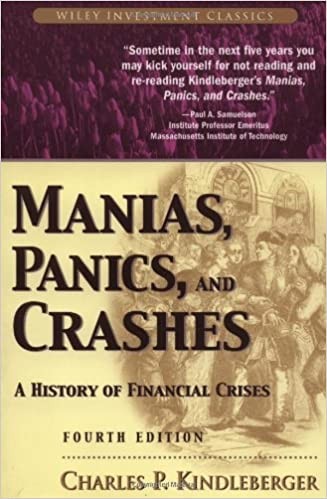 WILEY INVESTMENT CLASSICS
“Sometime in the next five years you
may kick yourself for not reading and
re-reading Kindleberger's Manias,
Panics, and Crashes.”
—Paul A. Samuelson
Institute Professor Emeritus
Massachusetts Institute of Technology
MANIAS,
PANICS, AND
CRASHES
A HISTORY OF FINANCIAL CRISES
FOURTH EDITION
CHARLES P. KINDLEBERGER